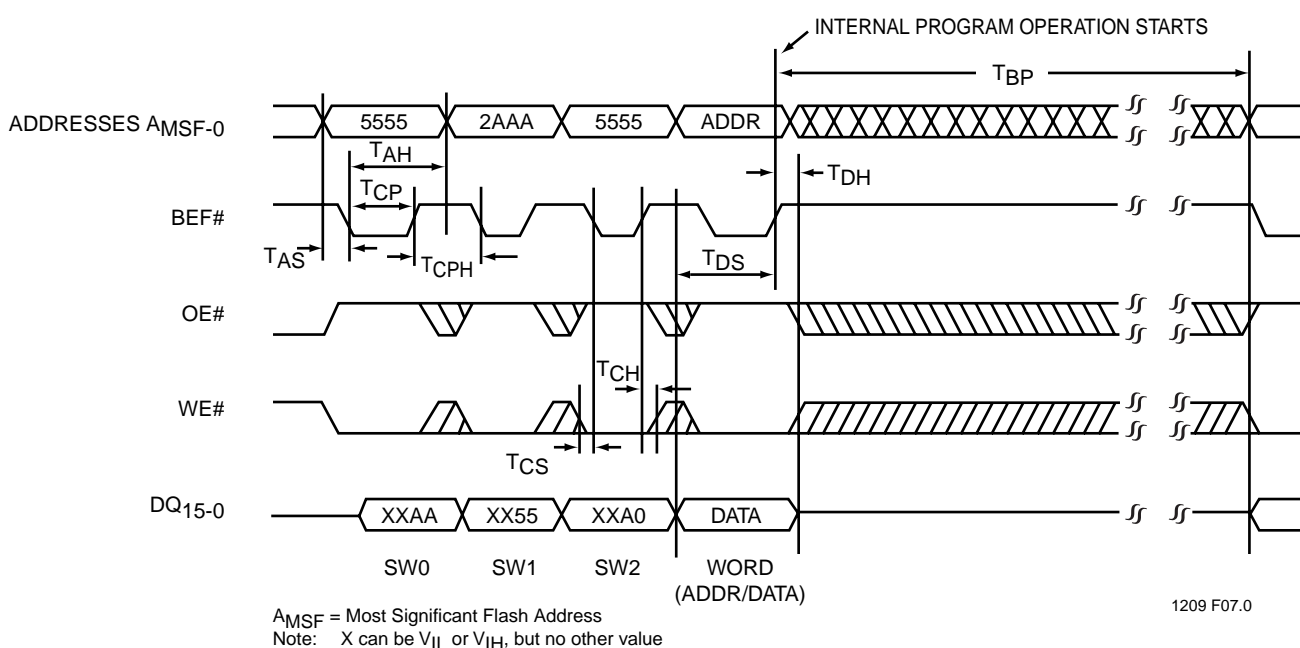 INTERNAL PROGRAM OPERATION STARTS
TBP
ADDRESSES AMSF-0
5555
2AAA
5555
ADDR
TAH
TDH
TCP
BEF#
TAS
TCPH
TDS
OE#
TCH
WE#
TCS
DQ15-0
XXAA
XX55
XXA0
DATA
SW0
SW1
SW2
WORD
(ADDR/DATA)
1209 F07.0
AMSF = Most Significant Flash Address
Note: X can be VIL or VIH, but no other value